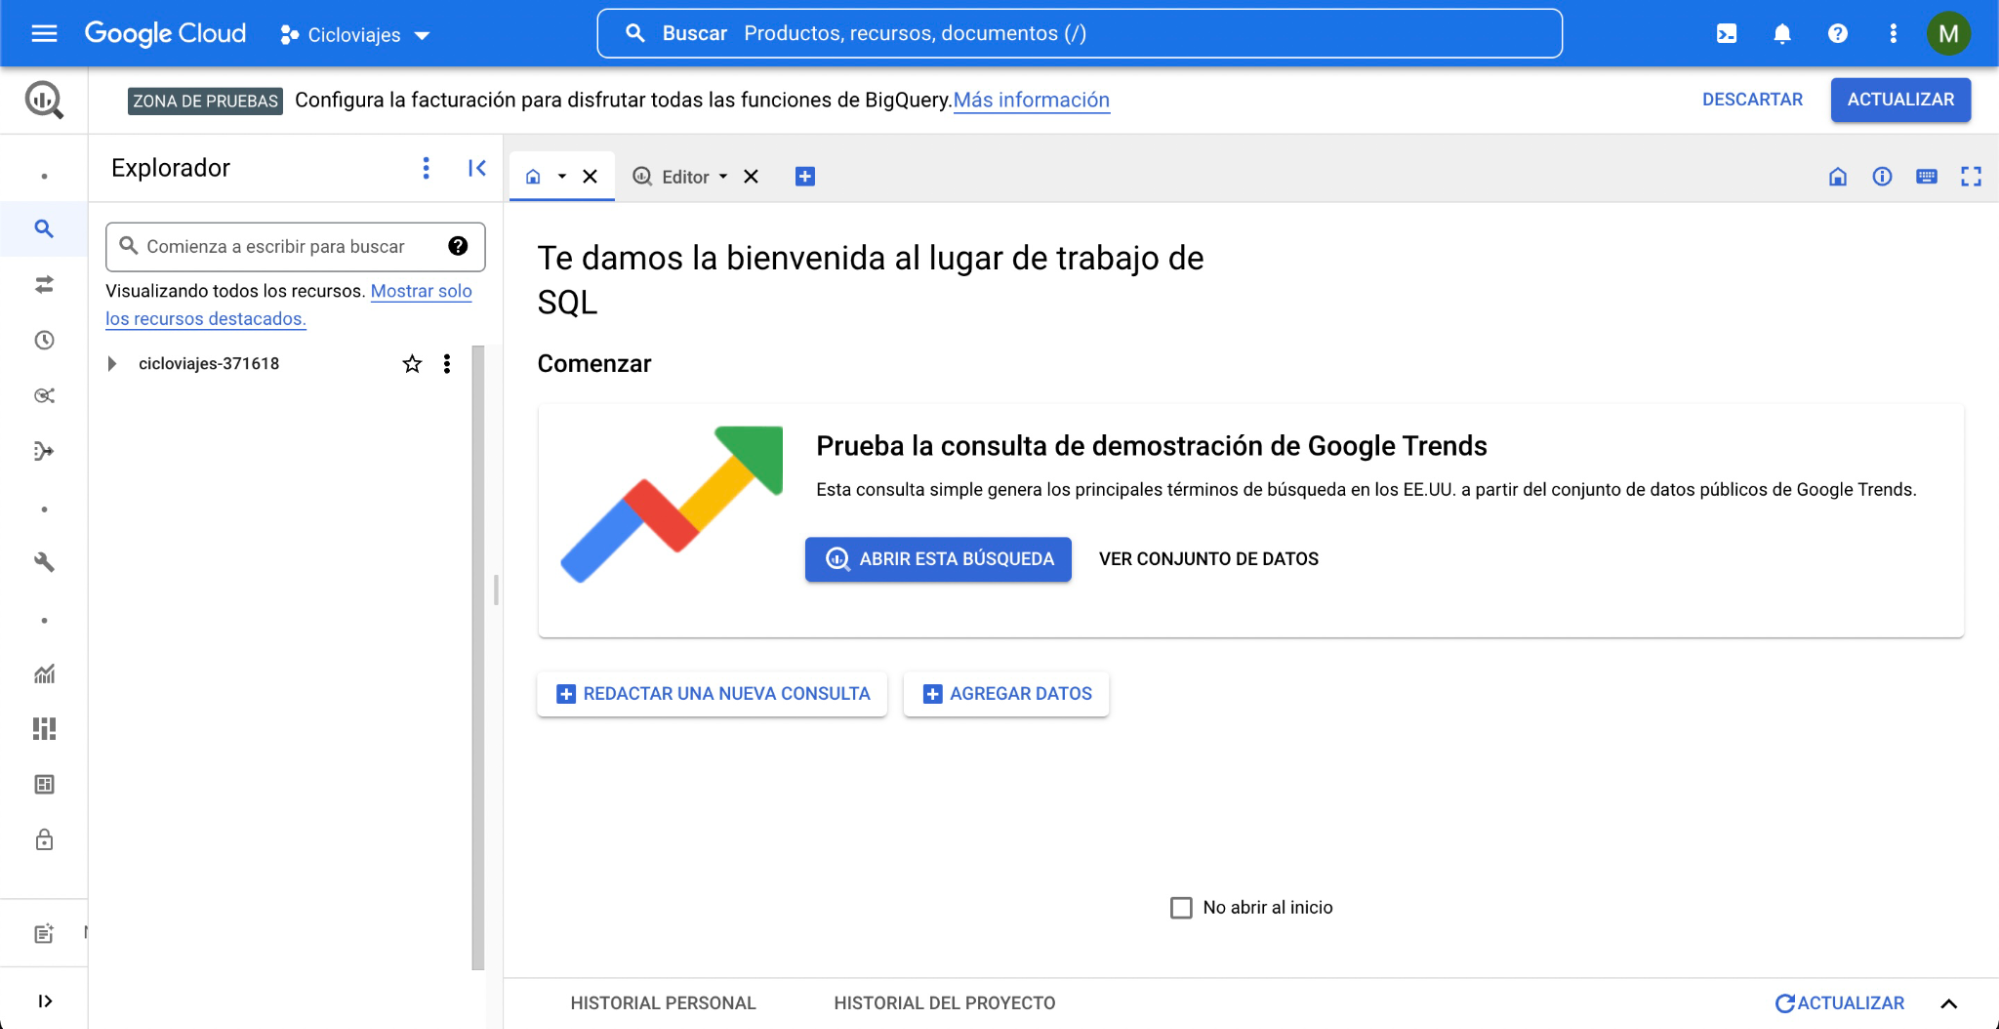 Google Cloud
Cicloviajes
Buscar Productos, recursos, documentos (/)
M
ZONA DE PRUEBAS Configura la facturación para disfrutar todas las funciones de BigQuery.Más información
DESCARTAR
ACTUALIZAR
Explorador
Editor
Comienza a escribir para buscar
Visualizando todos los recursos. Mostrar solo
los recursos destacados.
cicloviajes-371618
Te damos la bienvenida al lugar de trabajo de
SQL
Comenzar
Prueba la consulta de demostración de Google Trends
Esta consulta simple genera los principales términos de búsqueda en los EE.UU. a partir del conjunto de datos públicos de Google Trends.
ABRIR ESTA BÚSQUEDA
VER CONJUNTO DE DATOS
REDACTAR UNA NUEVA CONSULTA
AGREGAR DATOS
No abrir al inicio
HISTORIAL PERSONAL
HISTORIAL DEL PROYECTO
ACTUALIZAR